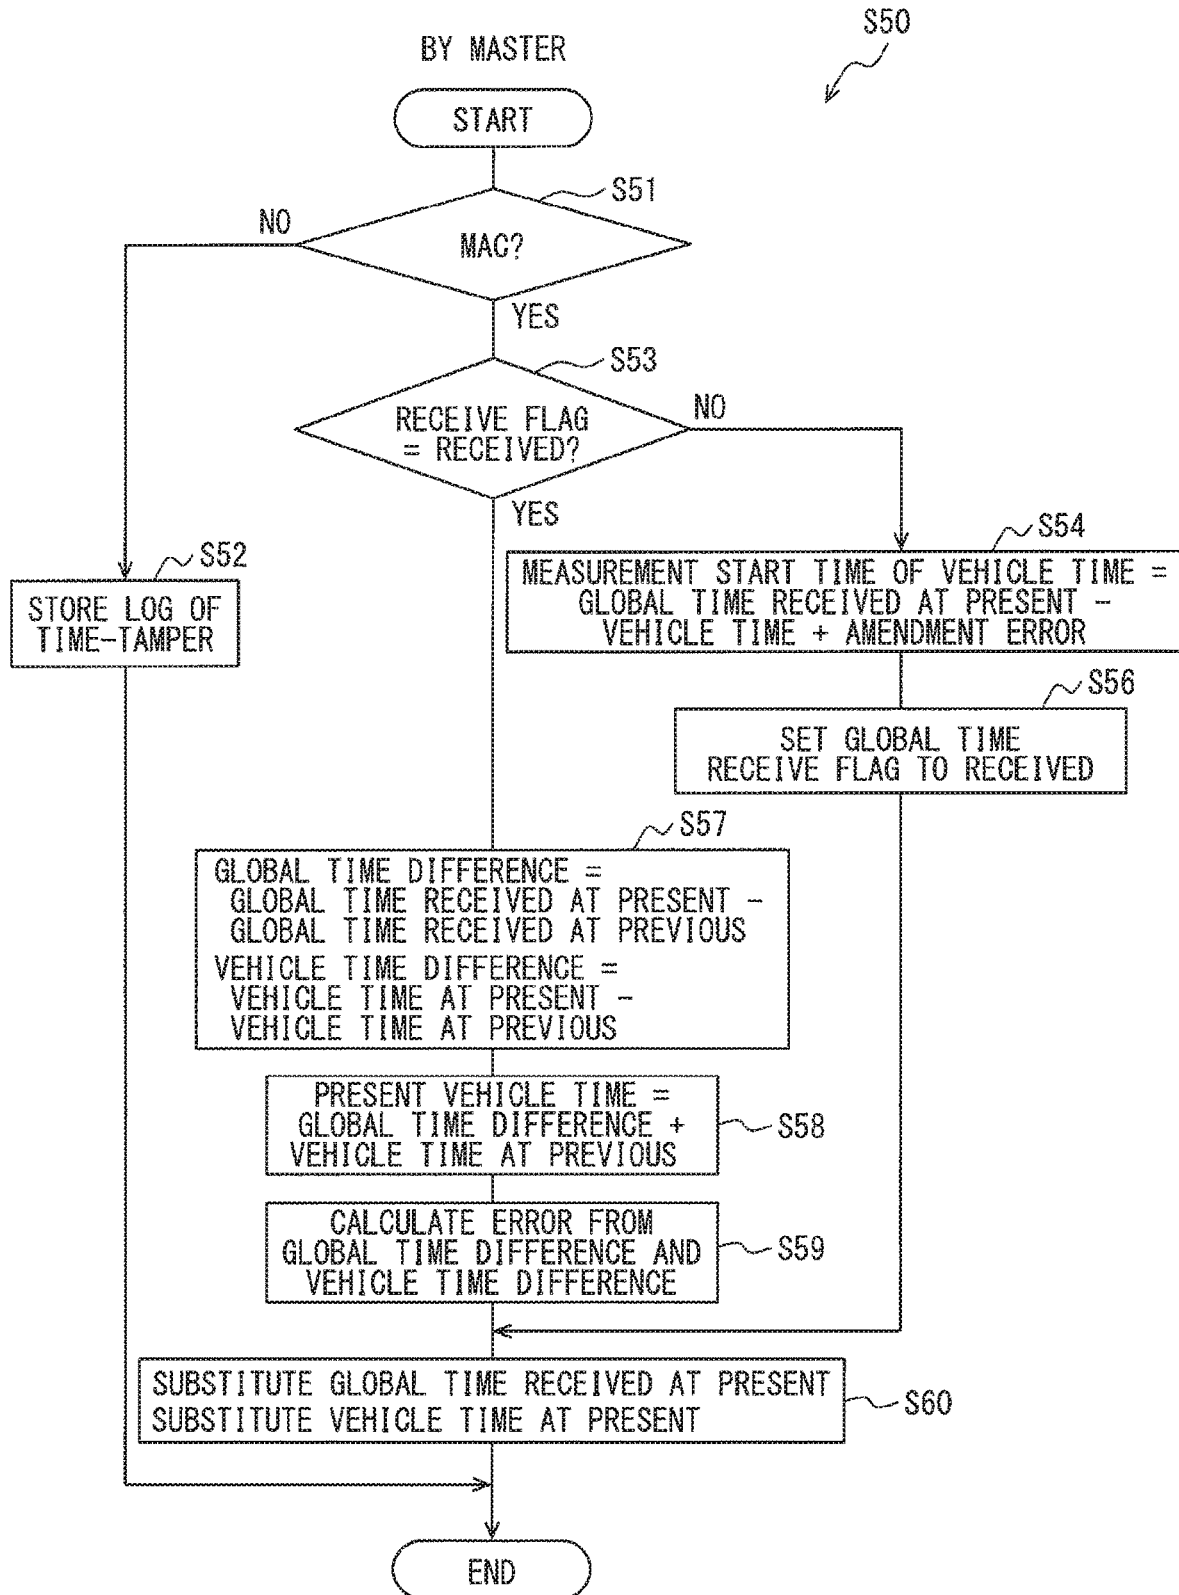 S50
BY MASTER
START
S51
NO
MAC?
YES
S53
NO
RECEIVE FLAG
= RECEIVED?
YES
S52
STORE LOG OF
TIME-TAMPER
S54
MEASUREMENT START TIME OF VEHICLE TIME =
GLOBAL TIME RECEIVED AT PRESENT -
VEHICLE TIME + AMENDMENT ERROR
S56
SET GLOBAL TIME
RECEIVE FLAG TO RECEIVED
S57
GLOBAL TIME DIFFERENCE =
GLOBAL TIME RECEIVED AT PRESENT -
GLOBAL TIME RECEIVED AT PREVIOUS
VEHICLE TIME DIFFERENCE =
VEHICLE TIME AT PRESENT -
VEHICLE TIME AT PREVIOUS
PRESENT VEHICLE TIME =
GLOBAL TIME DIFFERENCE +
VEHICLE TIME AT PREVIOUS
S58
CALCULATE ERROR FROM
GLOBAL TIME DIFFERENCE AND
VEHICLE TIME DIFFERENCE
S59
SUBSTITUTE GLOBAL TIME RECEIVED AT PRESENT
SUBSTITUTE VEHICLE TIME AT PRESENT
S60
END